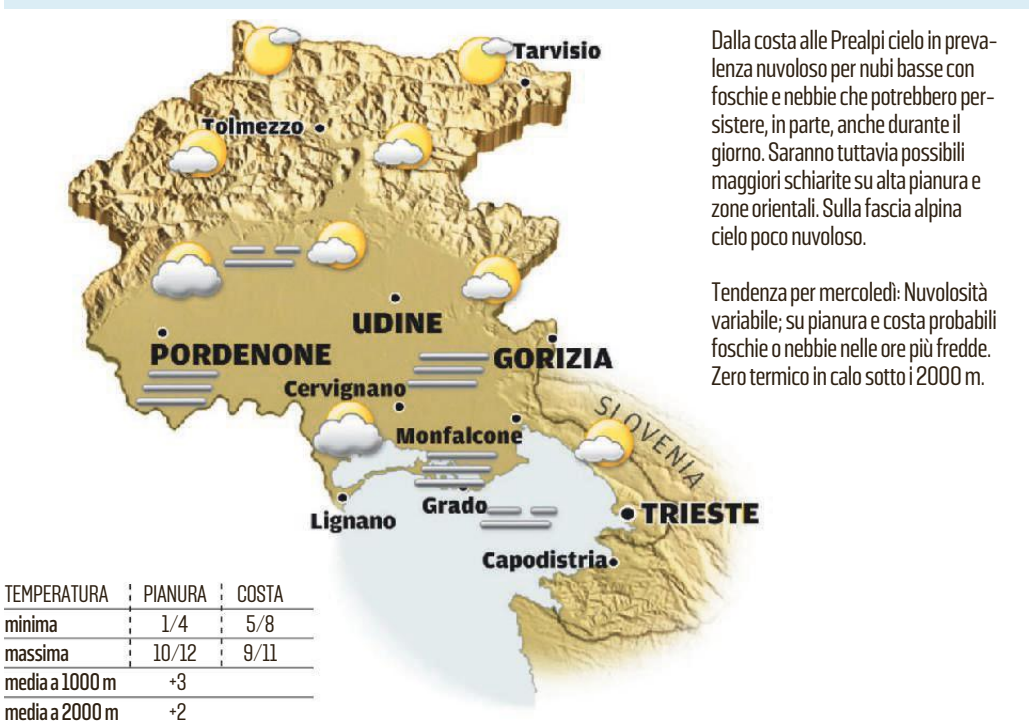 Tarvisio
Tolmezzo
UDINE
PORDENONE
GORIZIA
Cervignano
SLOVENIA
Monfalcone
Grado
Lignano
TRIESTE
Capodistria
Dalla costa alle Prealpi cielo in preva-
lenza nuvoloso per nubi basse con
foschie e nebbie che potrebbero per-
sistere, in parte, anche durante il
giorno. Saranno tuttavia possibili
maggiori schiarite su alta pianura e
zone orientali. Sulla fascia alpina
cielo poco nuvoloso.
Tendenza per mercoledì: Nuvolosità
variabile; su pianura e costa probabili
foschie o nebbie nelle ore più fredde.
Zero termico in calo sotto i 2000 m.
TEMPERATURA PIANURA COSTA
minima 1/4 5/8
massima 10/12 9/11
media a 1000 m +3
media a 2000 m +2